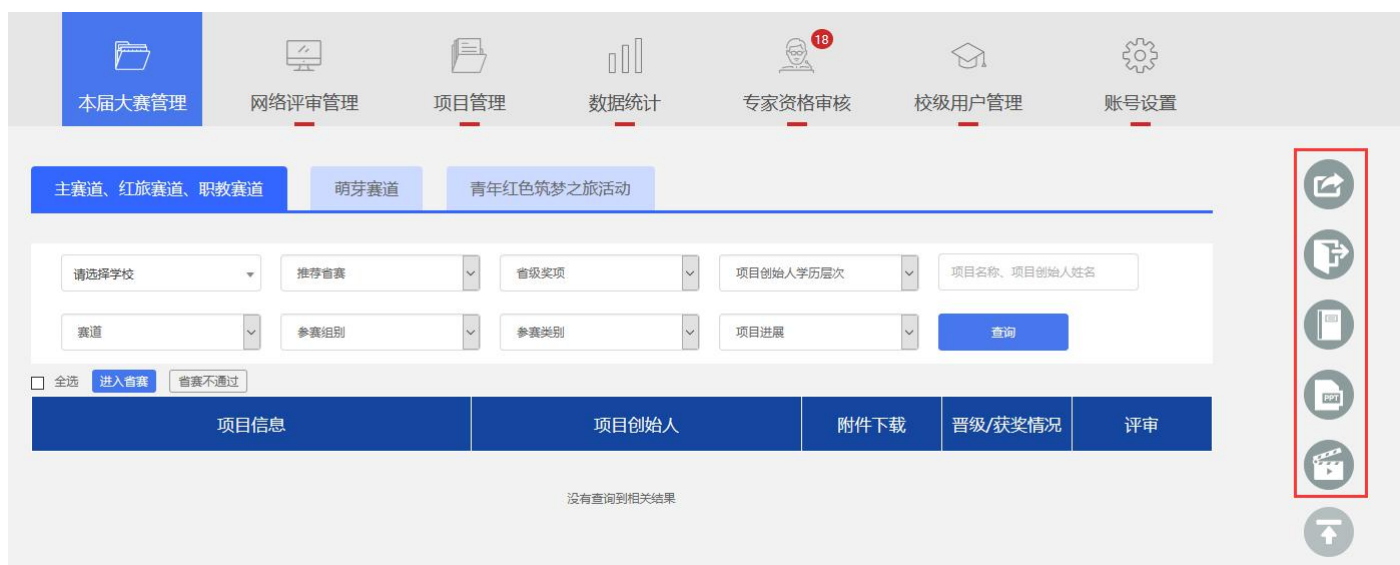 18
本届大赛管理 网络评审管理 项目管理 数据统计 专家资格审核 校级用户管理 账号设置
主赛道、红旅赛道、职教赛道 萌芽赛道 青年红色筑梦之旅活动
请选择学校 推荐省赛 省级奖项 项目创始人学历层次 项目名称、项目创始人姓名
赛道 参赛组别 参赛类别 项目进展 查询
全选 进入省赛 省赛不通过
项目信息 项目创始人 附件下载 晋级/获奖情况 评审
没有查询到相关结果
PPT